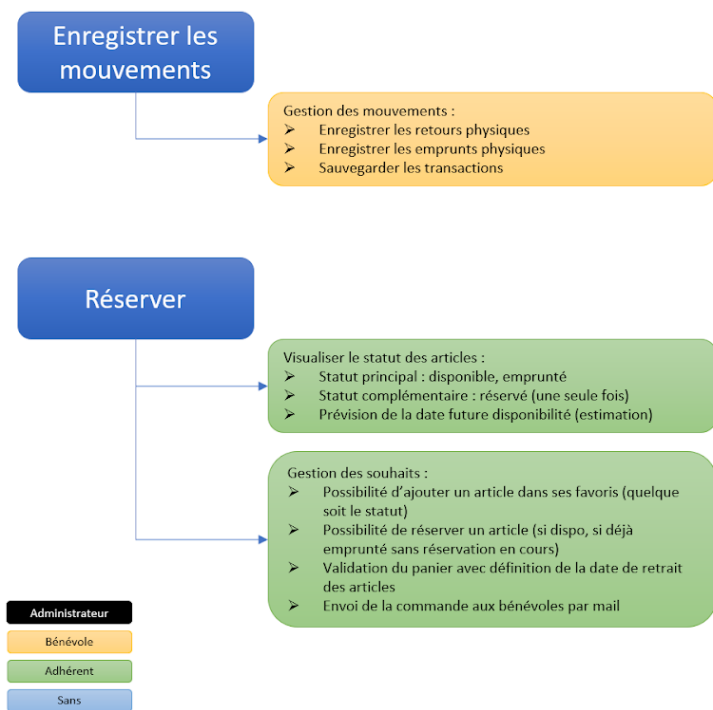 Enregistrer les
mouvements
Gestion des mouvements :
➢ Enregistrer les retours physiques
➢ Enregistrer les emprunts physiques
➢ Sauvegarder les transactions
Réserver
Visualiser le statut des articles :
➢ Statut principal : disponible, emprunté
➢ Statut complémentaire : réservé (une seule fois)
➢ Prévision de la date future disponibilité (estimation)
Gestion des souhaits :
➢ Possibilité d'ajouter un article dans ses favoris (quelque
soit le statut)
➢ Possibilité de réserver un article (si dispo, si déjà
emprunté sans réservation en cours)
➢ Validation du panier avec définition de la date de retrait
des articles
➢ Envoi de la commande aux bénévoles par mail
Administrateur
Bénévole
Adhérent
Sans